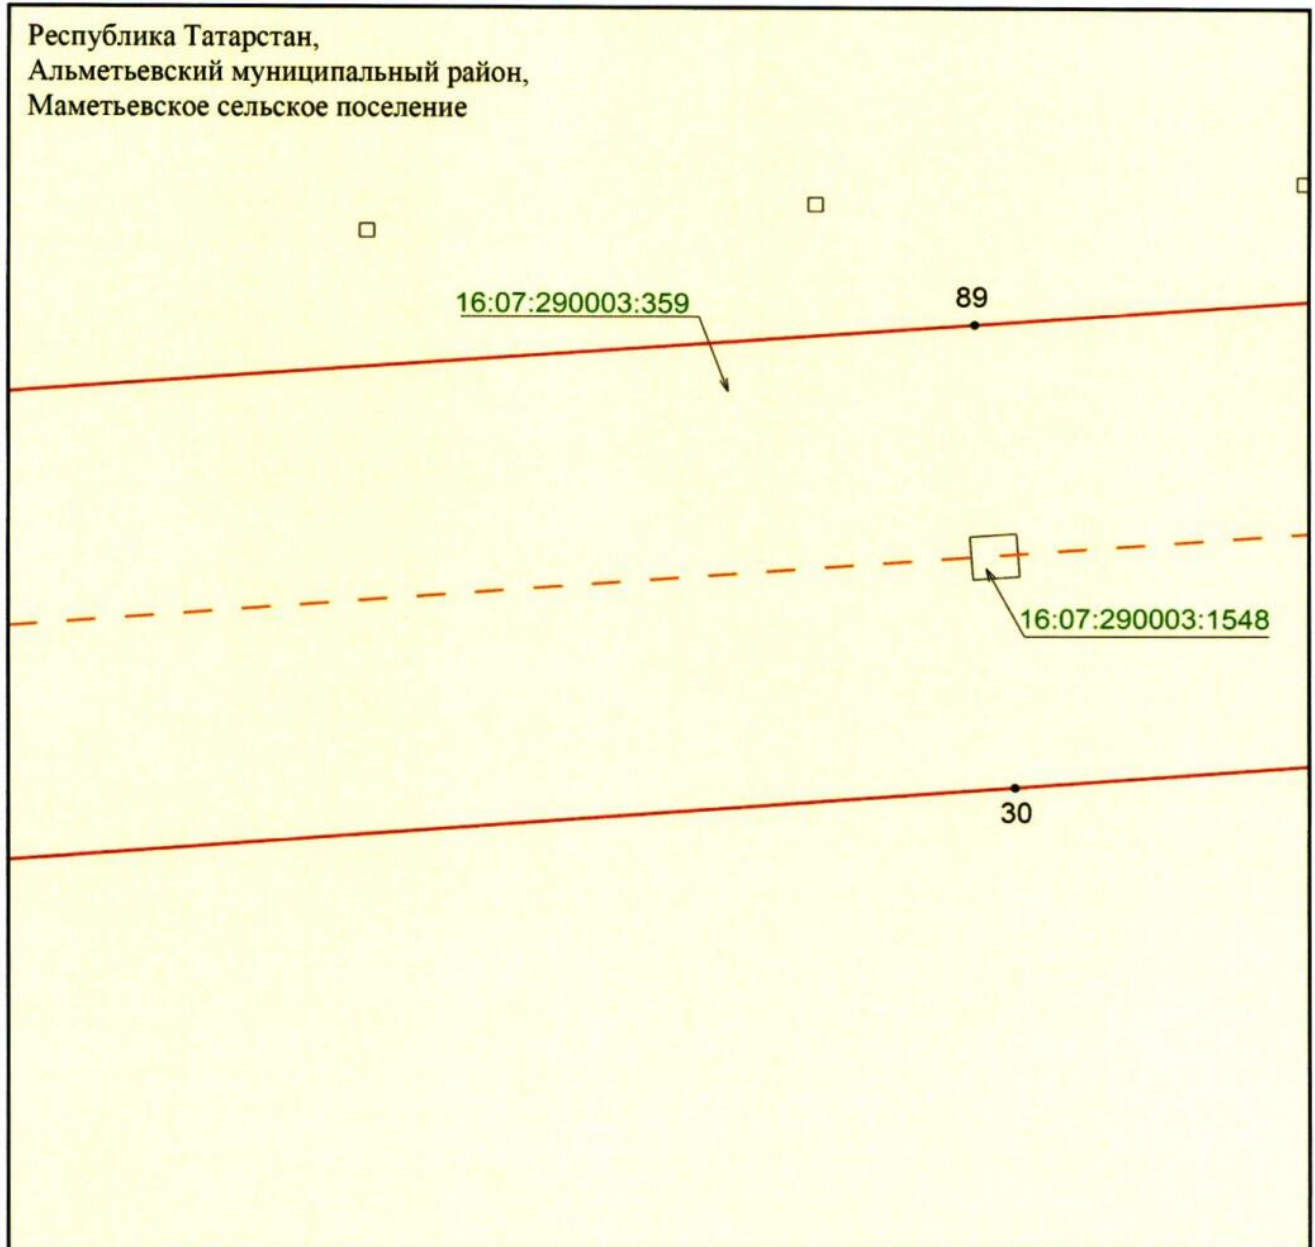 Республика Татарстан,
Альметьевский муниципальный район,
Маметьевское сельское поселение
16:07:290003:359
89
16:07:290003:1548
30